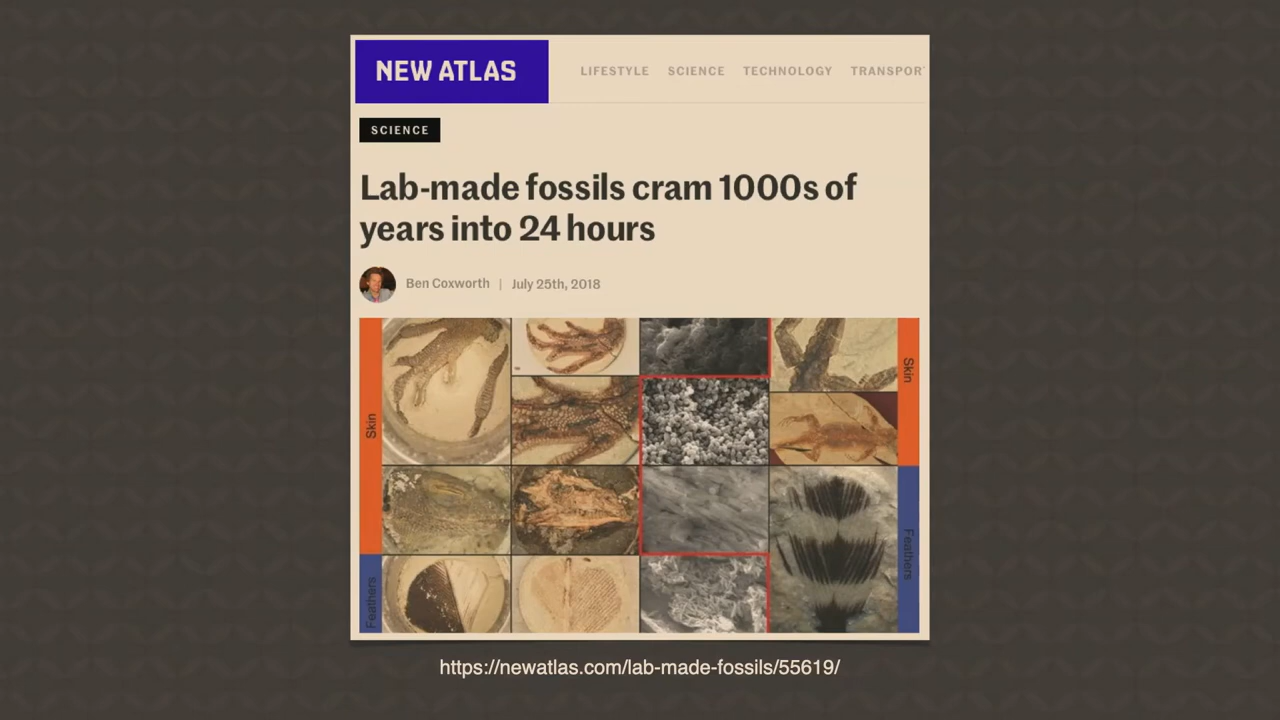 NEW ATLAS
LIFESTYLE SCIENCE TECHNOLOGY TRANSPOR
SCIENCE
Lab-made fossils cram 1000s of
years into 24 hours
Ben Coxworth | July 25th, 2018
Skin
Skin
Feathers
Feathers
https://newatlas.com/lab-made-fossils/55619/